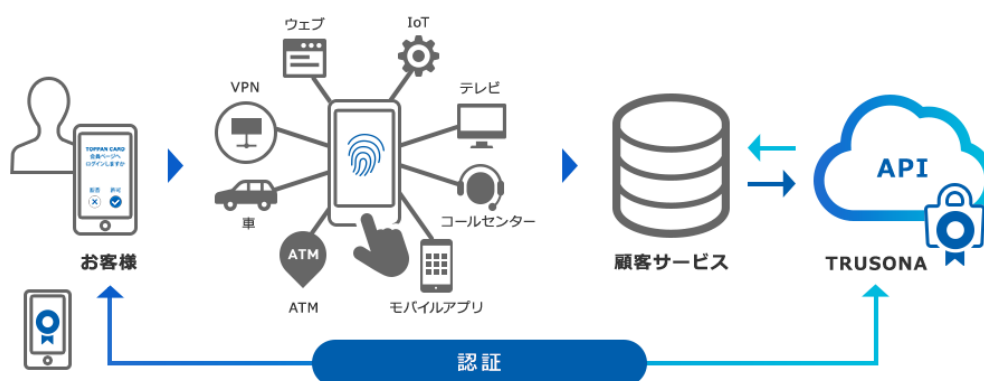 ウェブ
IoT
VPN
テレビ
TOPPAN CARD
会員ページへ
ログインしますか
拒否 許可
車
コールセンター
ATM
ATM
モバイルアプリ
お客様
顧客サービス
API
TRUSONA
認証